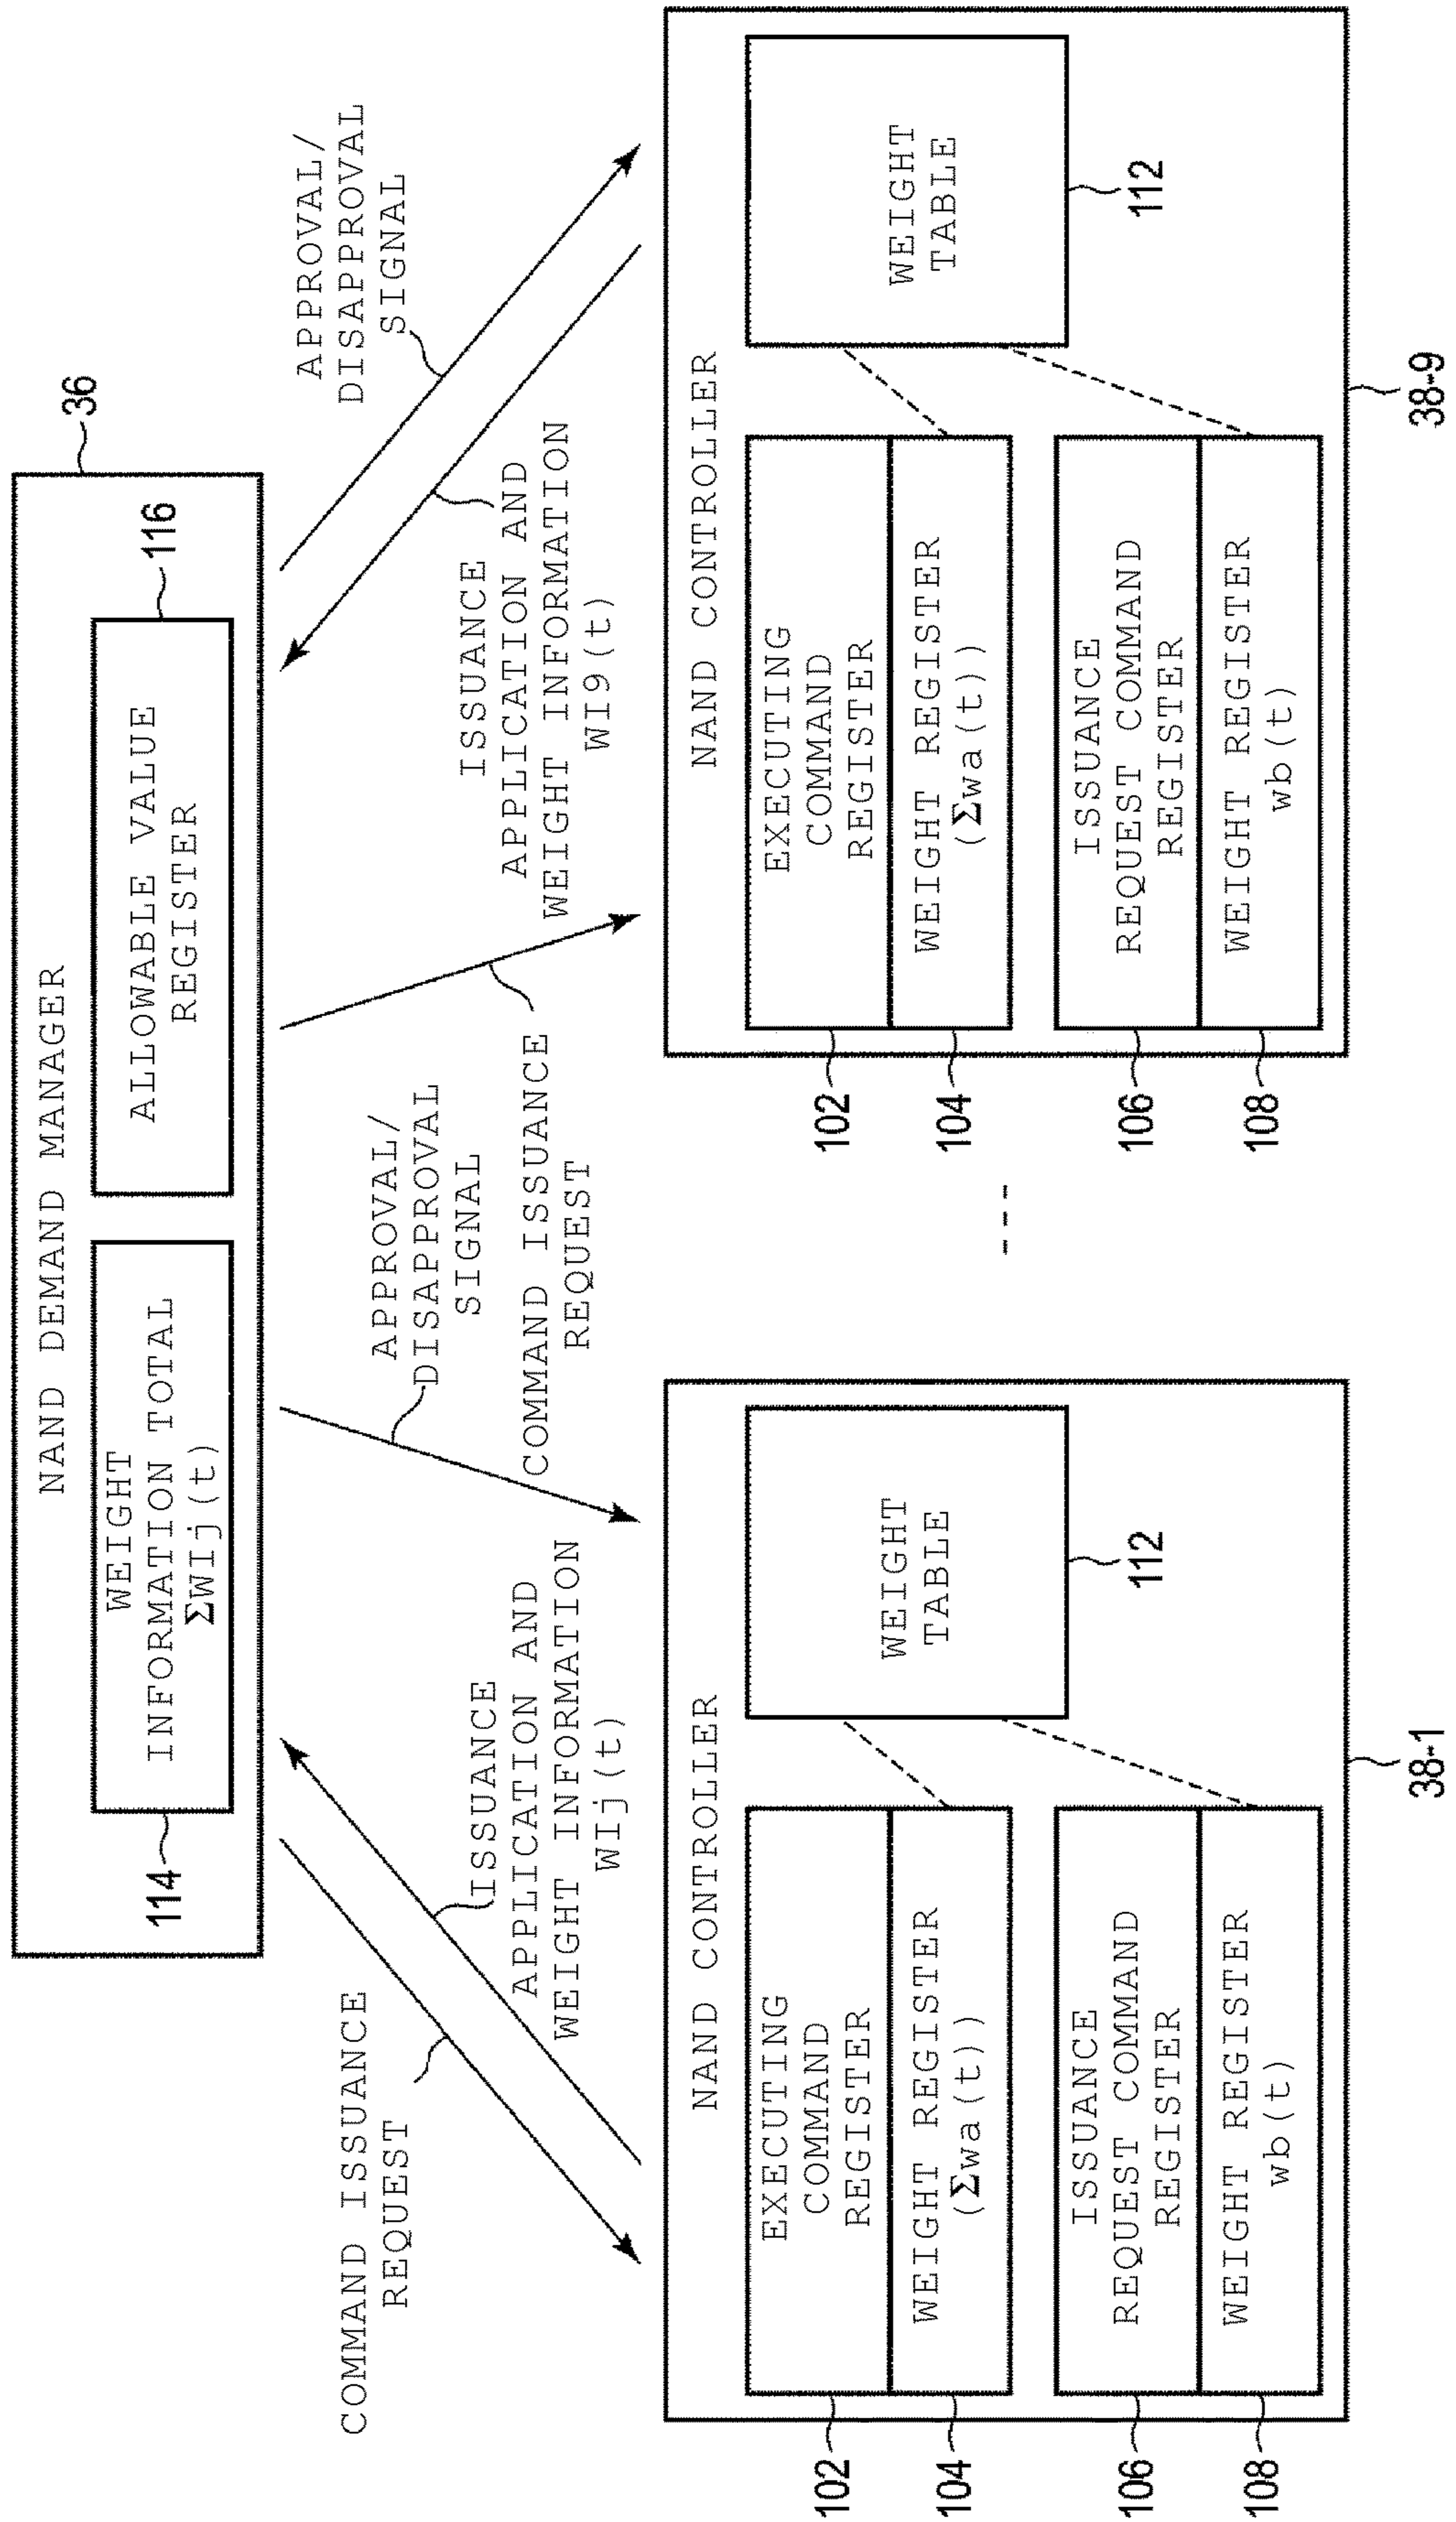 NAND DEMAND MANAGER
36
WEIGHT
INFORMATION TOTAL
ΣWIj(t)
114
ALLOWABLE VALUE
REGISTER
116
COMMAND ISSUANCE
REQUEST
ISSUANCE
APPLICATION AND
WEIGHT INFORMATION
WIj(t)
APPROVAL/
DISAPPROVAL
SIGNAL
COMMAND ISSUANCE
REQUEST
ISSUANCE
APPLICATION AND
WEIGHT INFORMATION
WI9(t)
APPROVAL/
DISAPPROVAL
SIGNAL
NAND CONTROLLER
EXECUTING
COMMAND
REGISTER
102
WEIGHT REGISTER
(Σwa(t))
104
ISSUANCE
REQUEST COMMAND
REGISTER
106
WEIGHT REGISTER
wb(t)
108
WEIGHT
TABLE
112
38-1
NAND CONTROLLER
EXECUTING
COMMAND
REGISTER
102
WEIGHT REGISTER
(Σwa(t))
104
ISSUANCE
REQUEST COMMAND
REGISTER
106
WEIGHT REGISTER
wb(t)
108
WEIGHT
TABLE
112
38-9